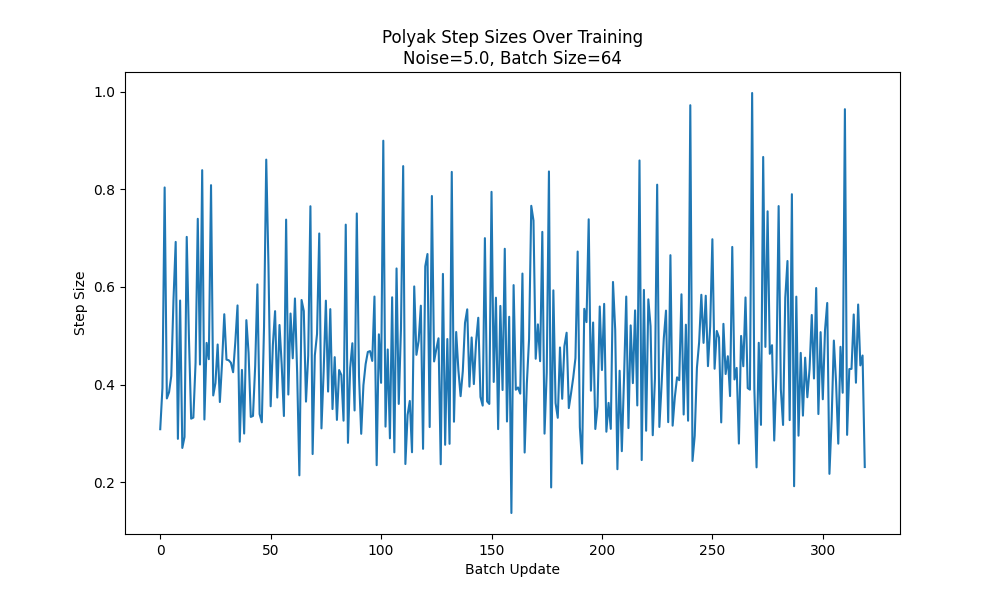 Polyak Step Sizes Over Training
Noise=5.0, Batch Size=64
Step Size
1.0
0.8
0.6
0.4
0.2
0 50 100 150 200 250 300
Batch Update